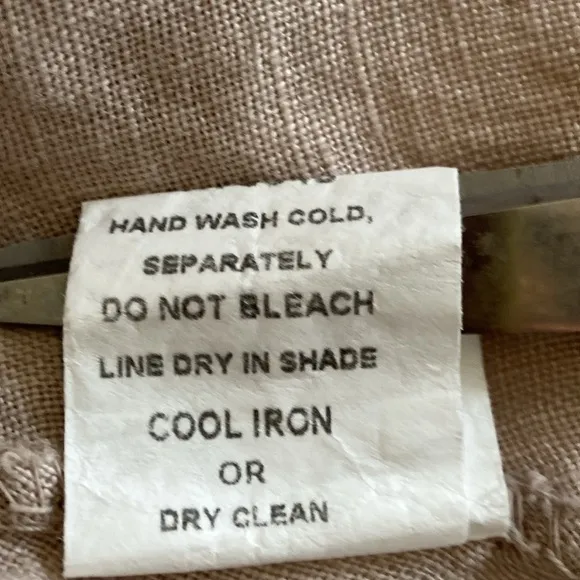 HAND WASH COLD,
SEPARATELY
DO NOT BLEACH
LINE DRY IN SHADE
COOL IRON
OR
DRY CLEAN